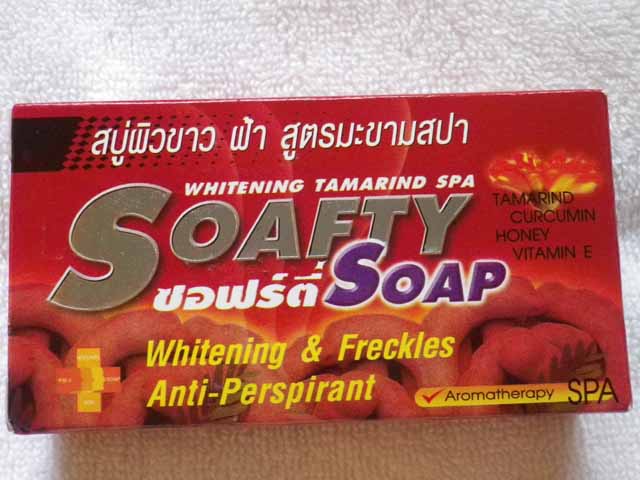 สบู่ผิวขาว ฝ้า สูตรมะขามสปา
WHITENING TAMARIND SPA
SOAFTY
ซอฟร์ตี้ SOAP
TAMARIND
CURCUMIN
HONEY
VITAMIN E
Whitening & Freckles
Anti-Perspirant
Aromatherapy SPA